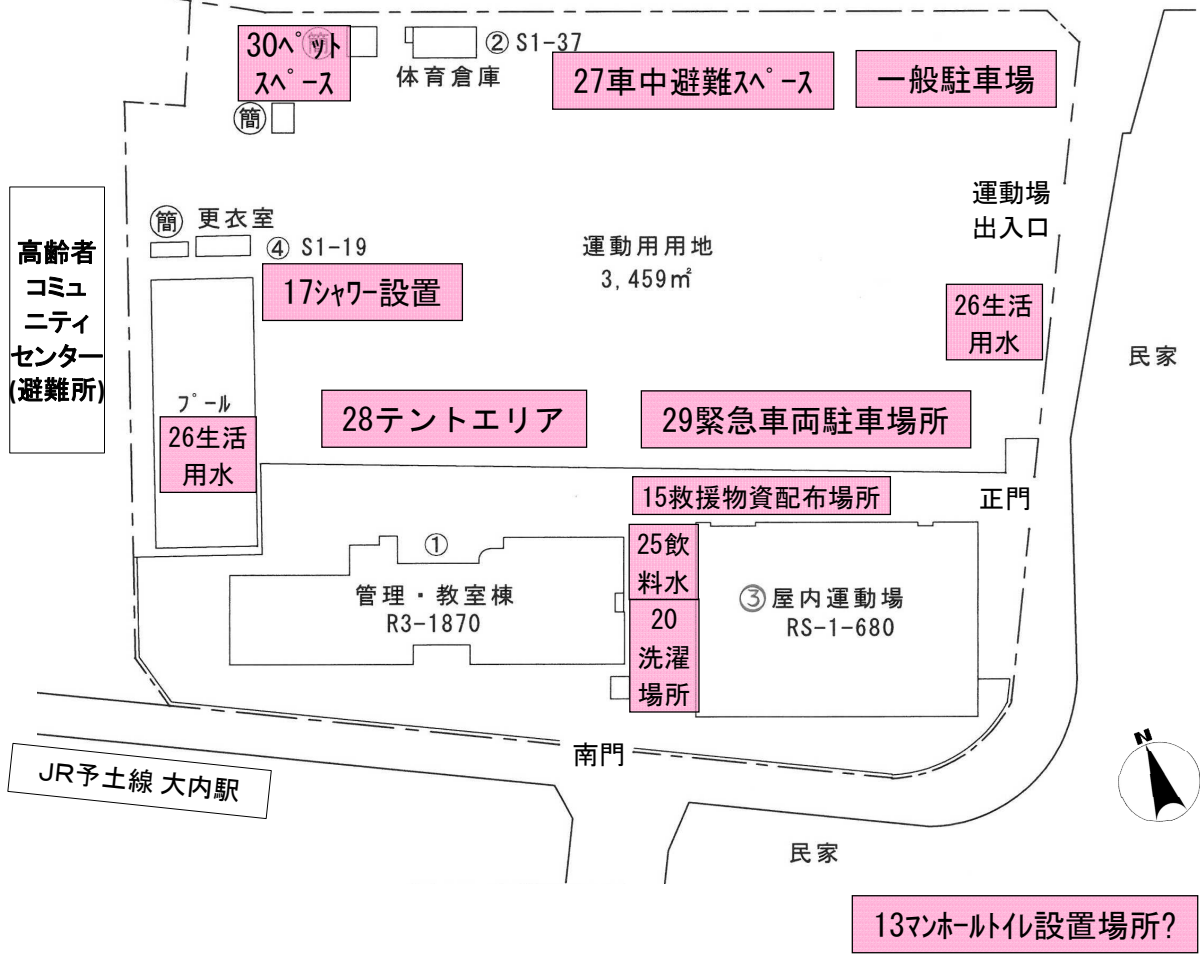 30ペット
スペース
簡
② S1-37
体育倉庫
27車中避難スペース
一般駐車場
簡
運動場
出入口
高齢者
コミュ
ニティ
センター
(避難所)
簡
更衣室
④ S1-19
17シャワー設置
運動用用地
3,459㎡
26生活
用水
民家
プール
26生活
用水
28テントエリア
29緊急車両駐車場所
15救援物資配布場所
正門
①
管理・教室棟
R3-1870
25飲
料水
20
洗濯
場所
③屋内運動場
RS-1-680
南門
JR予土線 大内駅
N
民家
13マンホールトイレ設置場所?